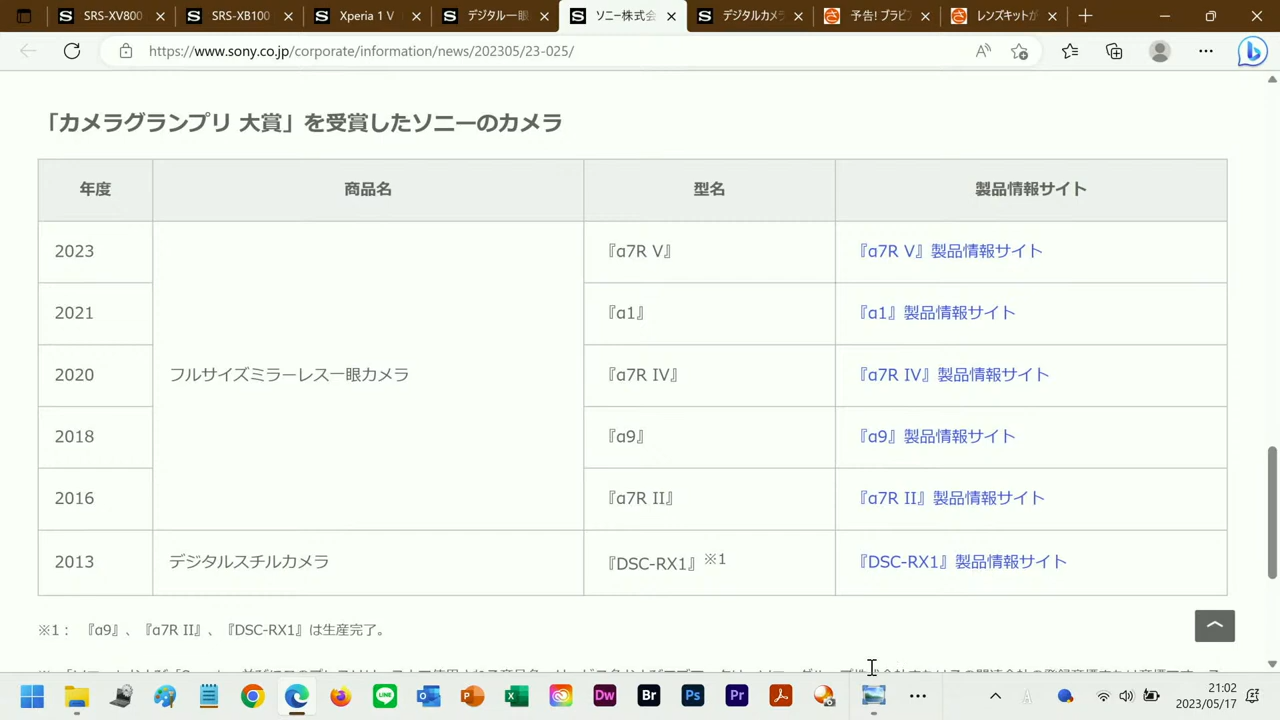 SRS-XV800
SRS-XB100
Xperia 1 V
デジタル一眼
ソニー株式会
デジタルカメラ
予告! ブラビ
レンズキットが
https://www.sony.co.jp/corporate/information/news/202305/23-025/
「カメラグランプリ 大賞」を受賞したソニーのカメラ
年度 商品名 型名 製品情報サイト
2023 『α7R V』 『α7R V』製品情報サイト
2021 『α1』 『α1』製品情報サイト
2020 フルサイズミラーレス一眼カメラ 『α7R IV』 『α7R IV』製品情報サイト
2018 『α9』 『α9』製品情報サイト
2016 『α7R II』 『α7R II』製品情報サイト
2013 デジタルスチルカメラ 『DSC-RX1』※1 『DSC-RX1』製品情報サイト
※1： 『α9』、『α7R II』、『DSC-RX1』は生産完了。
LINE
Dw
Br
Ps
Pr
21:02
2023/05/17